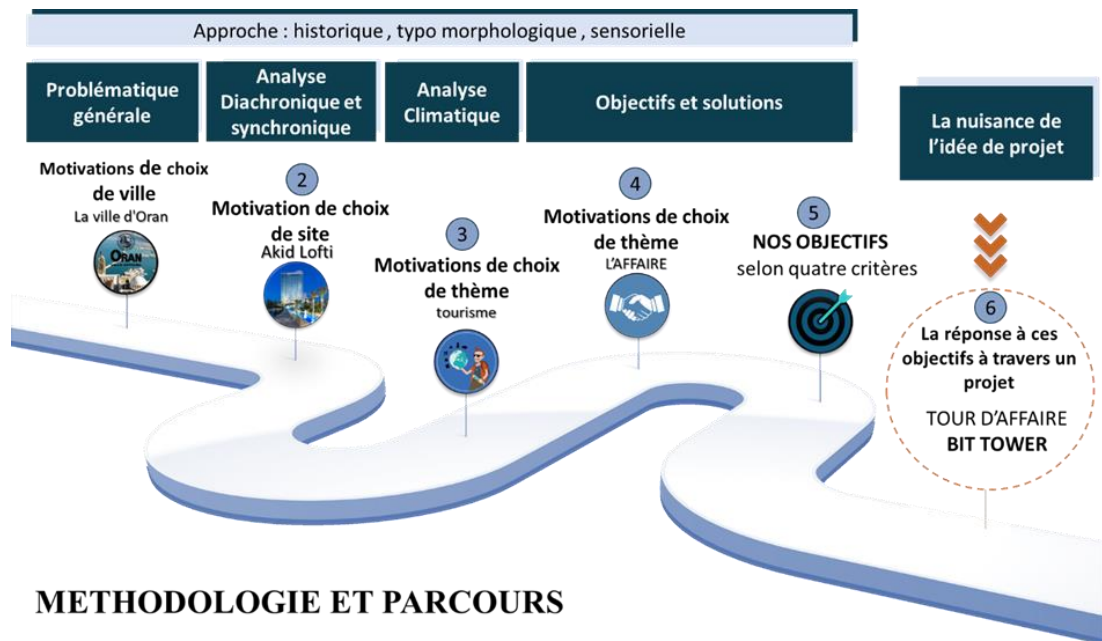 Approche : historique , typo morphologique , sensorielle
Problématique
générale
Analyse
Diachronique et
synchronique
Analyse
Climatique
Objectifs et solutions
La nuisance de
l'idée de projet
Motivations de choix
de ville
La ville d'Oran
ORAN
2
Motivation de choix
de site
Akid Lofti
3
Motivations de choix
de thème
tourisme
4
Motivations de choix
de thème
L'AFFAIRE
5
NOS OBJECTIFS
selon quatre critères
6
La réponse à ces
objectifs à travers un
projet
TOUR D'AFFAIRE
BIT TOWER
METHODOLOGIE ET PARCOURS